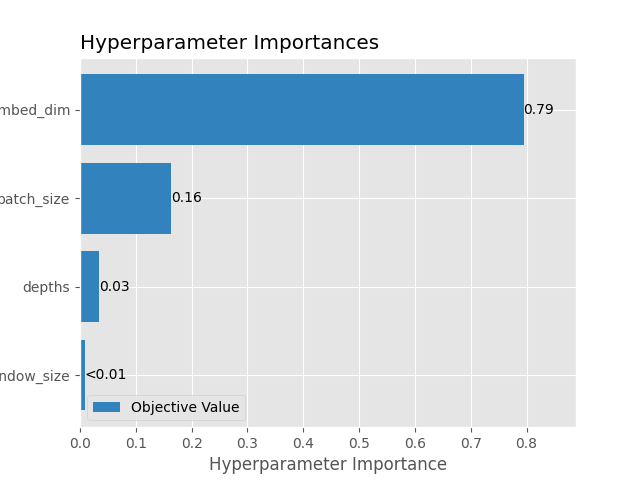 Hyperparameter Importances
mbed_dim
0.79
patch_size
0.16
depths
0.03
ndow_size
<0.01
Objective Value
0.0 0.1 0.2 0.3 0.4 0.5 0.6 0.7 0.8
Hyperparameter Importance